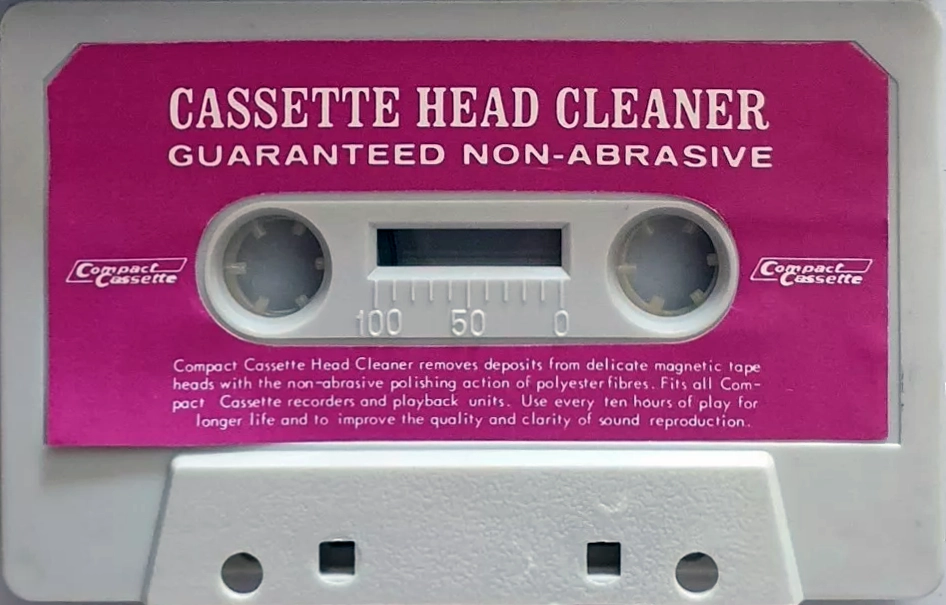 CASSETTE HEAD CLEANER
GUARANTEED NON-ABRASIVE
Compact
Cassette
Compact
Cassette
100 50 0
Compact Cassette Head Cleaner removes deposits from delicate magnetic tape
heads with the non-abrasive polishing action of polyester fibres. Fits all Com-
pact Cassette recorders and playback units. Use every ten hours of play for
longer life and to improve the quality and clarity of sound reproduction.